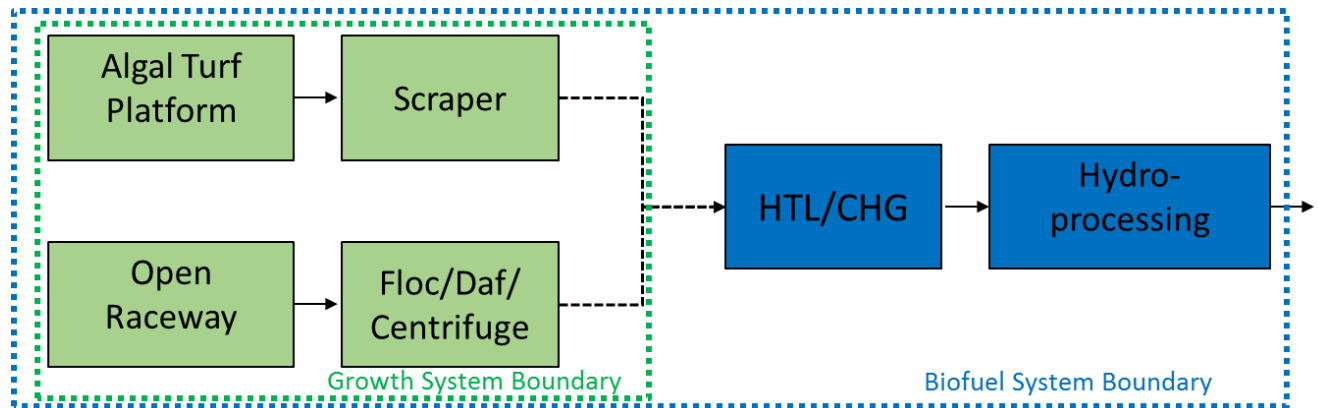 Algal Turf
Platform
Scraper
Open
Raceway
Floc/Daf/
Centrifuge
HTL/CHG
Hydro-
processing
Growth System Boundary
Biofuel System Boundary